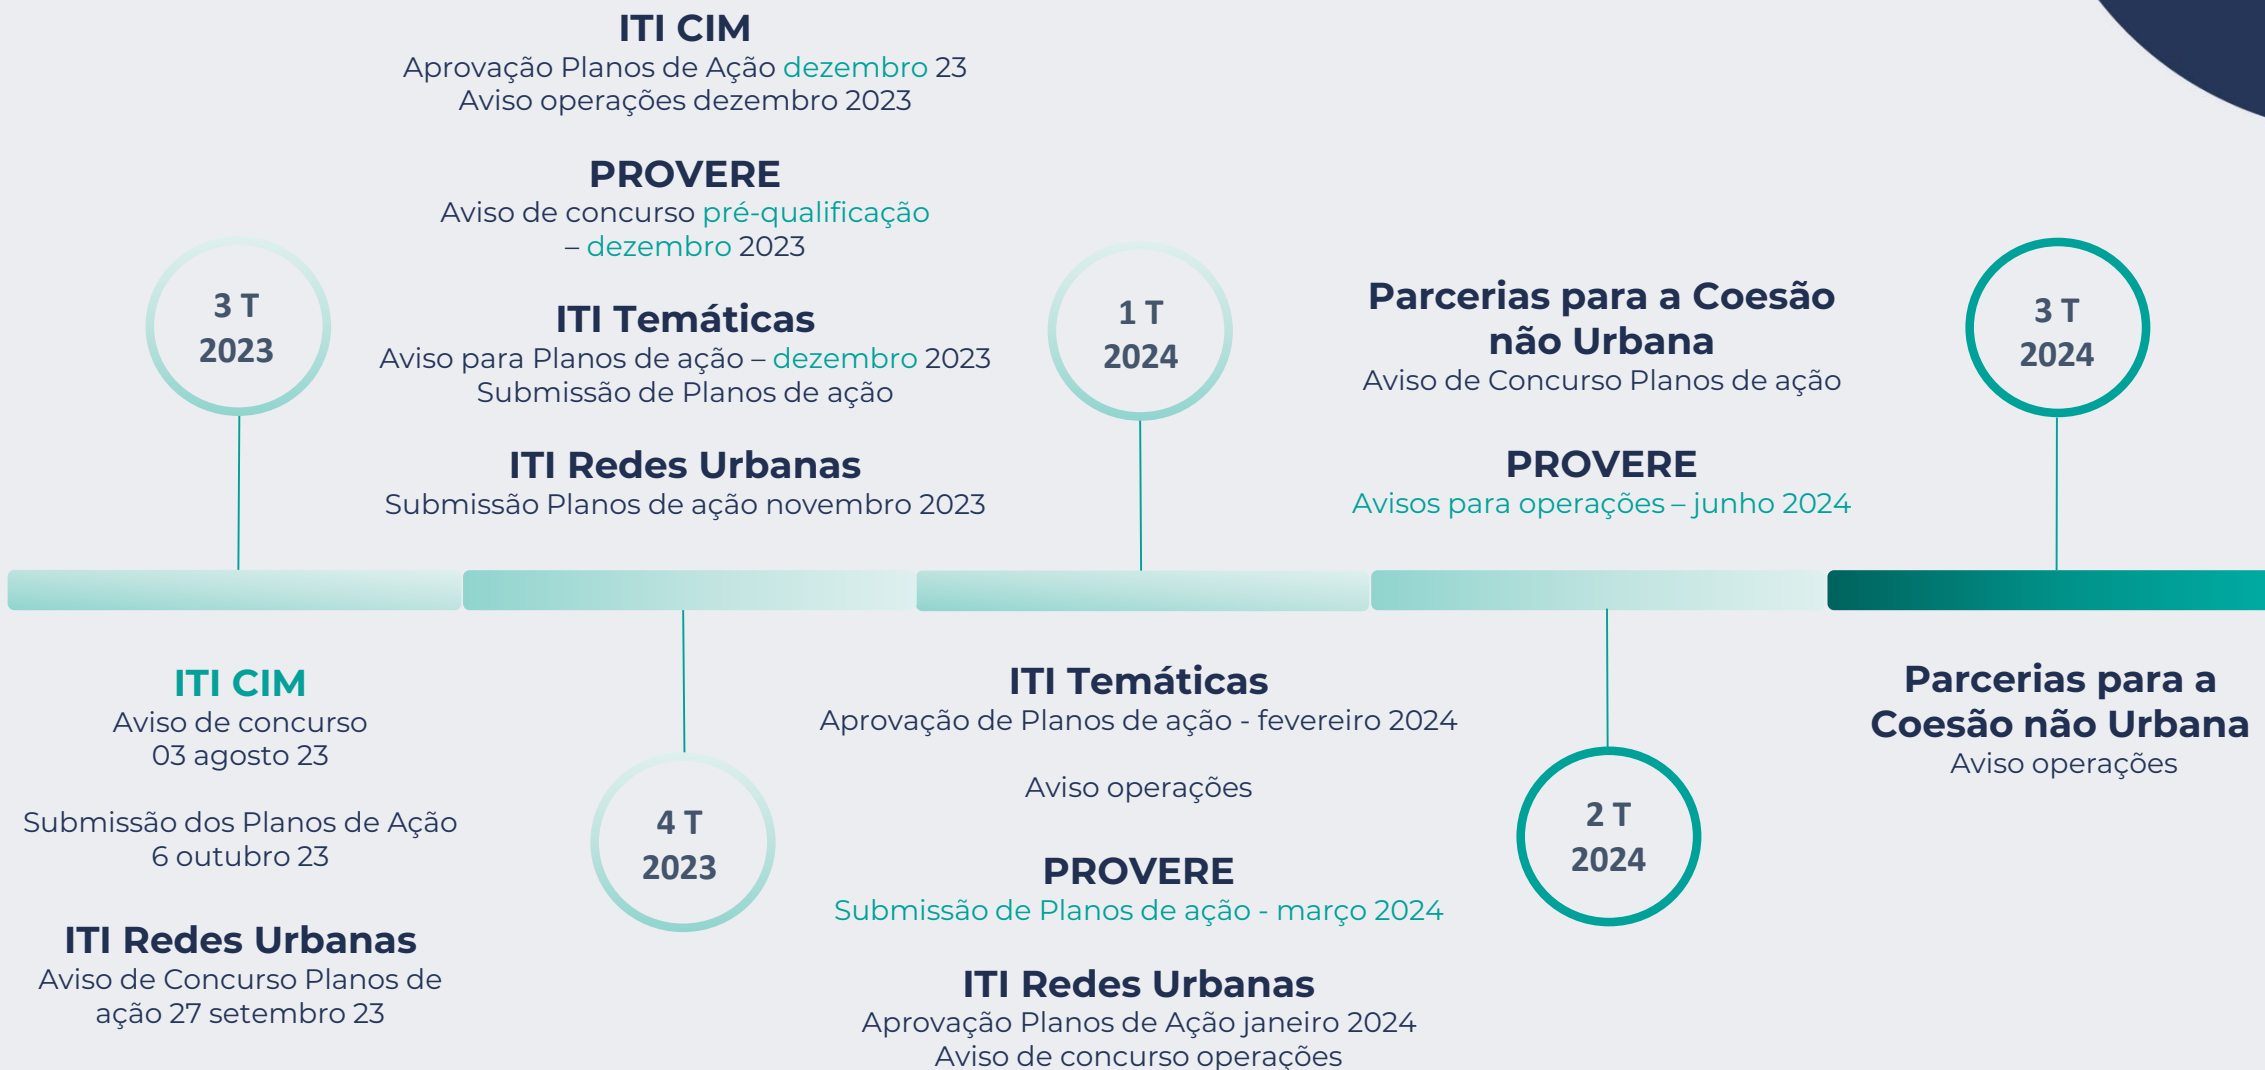 3 T
2023
ITI CIM
Aviso de concurso
03 agosto 23
Submissão dos Planos de Ação
6 outubro 23
ITI Redes Urbanas
Aviso de Concurso Planos de
ação 27 setembro 23
ITI CIM
Aprovação Planos de Ação dezembro 23
Aviso operações dezembro 2023
PROVERE
Aviso de concurso pré-qualificação
– dezembro 2023
ITI Temáticas
Aviso para Planos de ação – dezembro 2023
Submissão de Planos de ação
ITI Redes Urbanas
Submissão Planos de ação novembro 2023
4 T
2023
1 T
2024
ITI Temáticas
Aprovação de Planos de ação - fevereiro 2024
Aviso operações
PROVERE
Submissão de Planos de ação - março 2024
ITI Redes Urbanas
Aprovação Planos de Ação janeiro 2024
Aviso de concurso operações
Parcerias para a Coesão
não Urbana
Aviso de Concurso Planos de ação
PROVERE
Avisos para operações – junho 2024
2 T
2024
3 T
2024
Parcerias para a
Coesão não Urbana
Aviso operações